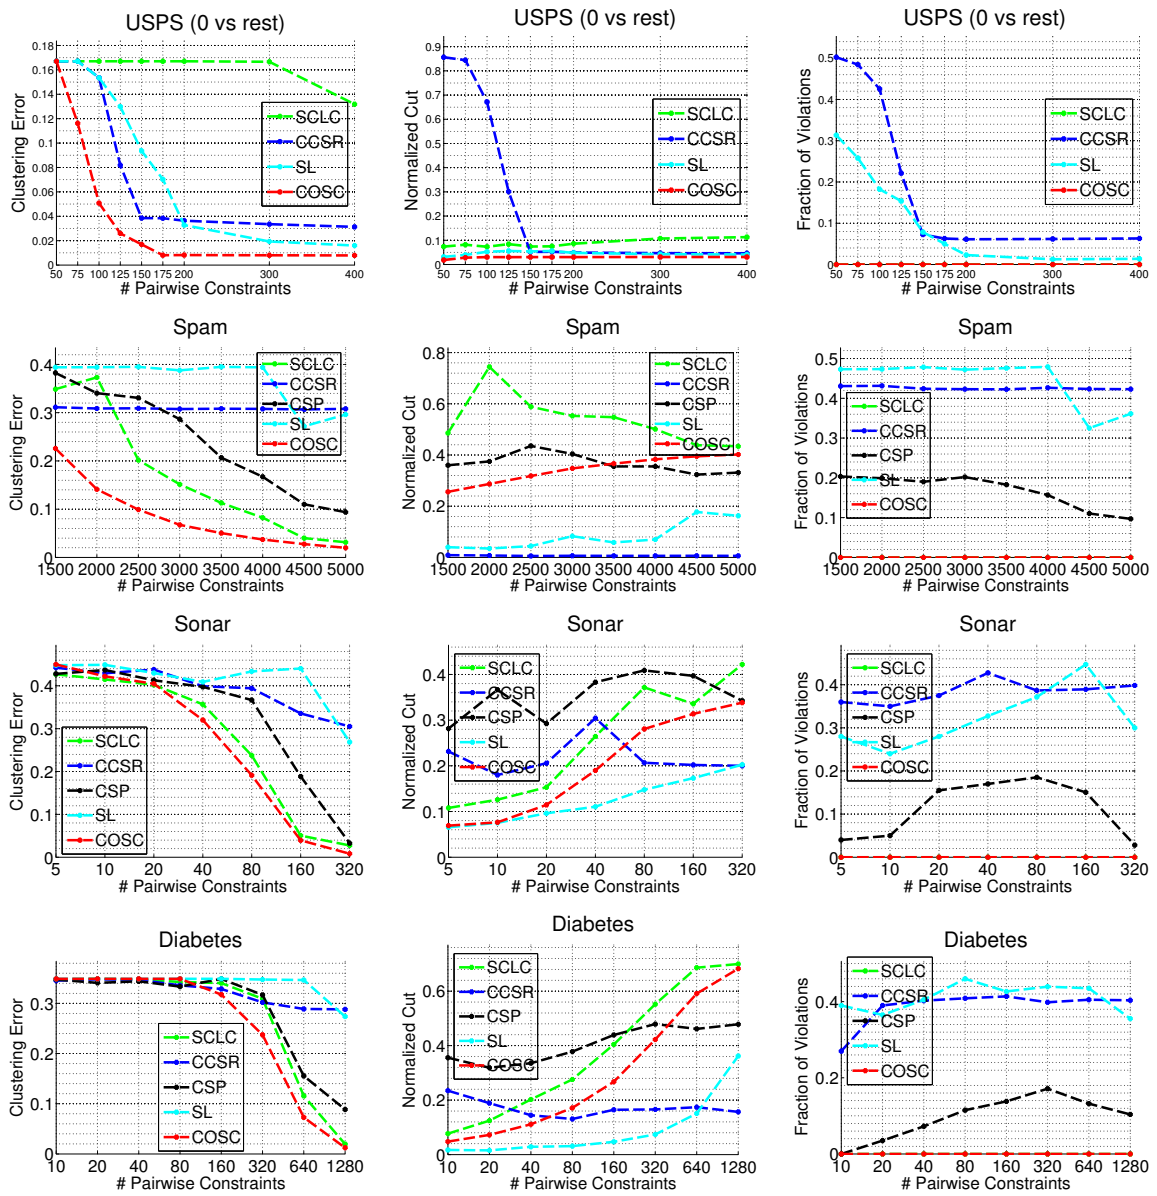 USPS (0 vs rest)
USPS (0 vs rest)
USPS (0 vs rest)
Clustering Error
0.18
0.16
0.14
0.12
0.1
0.08
0.06
0.04
0.02
0
50 75 100 125 150 175 200 300 400
# Pairwise Constraints
SCLC
CCSR
SL
COSC
Normalized Cut
0.9
0.8
0.7
0.6
0.5
0.4
0.3
0.2
0.1
0
50 75 100 125 150 175 200 300 400
# Pairwise Constraints
SCLC
CCSR
SL
COSC
Fraction of Violations
0.5
0.4
0.3
0.2
0.1
0
50 75 100 125 150 175 200 300 400
# Pairwise Constraints
SCLC
CCSR
SL
COSC
Spam
Spam
Spam
Clustering Error
0.4
0.3
0.2
0.1
0
1500 2000 2500 3000 3500 4000 4500 5000
# Pairwise Constraints
SCLC
CCSR
CSP
SL
COSC
Normalized Cut
0.8
0.6
0.4
0.2
0
1500 2000 2500 3000 3500 4000 4500 5000
# Pairwise Constraints
SCLC
CCSR
CSP
SL
COSC
Fraction of Violations
0.5
0.4
0.3
0.2
0.1
0
1500 2000 2500 3000 3500 4000 4500 5000
# Pairwise Constraints
SCLC
CCSR
CSP
SL
COSC
Sonar
Sonar
Sonar
Clustering Error
0.4
0.3
0.2
0.1
0
5 10 20 40 80 160 320
# Pairwise Constraints
SCLC
CCSR
CSP
SL
COSC
Normalized Cut
0.4
0.3
0.2
0.1
0
5 10 20 40 80 160 320
# Pairwise Constraints
SCLC
CCSR
CSP
SL
COSC
Fraction of Violations
0.4
0.2
0
5 10 20 40 80 160 320
# Pairwise Constraints
SCLC
CCSR
CSP
SL
COSC
Diabetes
Diabetes
Diabetes
Clustering Error
0.3
0.2
0.1
0
10 20 40 80 160 320 640 1280
# Pairwise Constraints
SCLC
CCSR
CSP
SL
COSC
Normalized Cut
0.6
0.4
0.2
0
10 20 40 80 160 320 640 1280
# Pairwise Constraints
SCLC
CCSR
CSP
SL
COSC
Fraction of Violations
0.4
0.2
0
10 20 40 80 160 320 640 1280
# Pairwise Constraints
SCLC
CCSR
CSP
SL
COSC